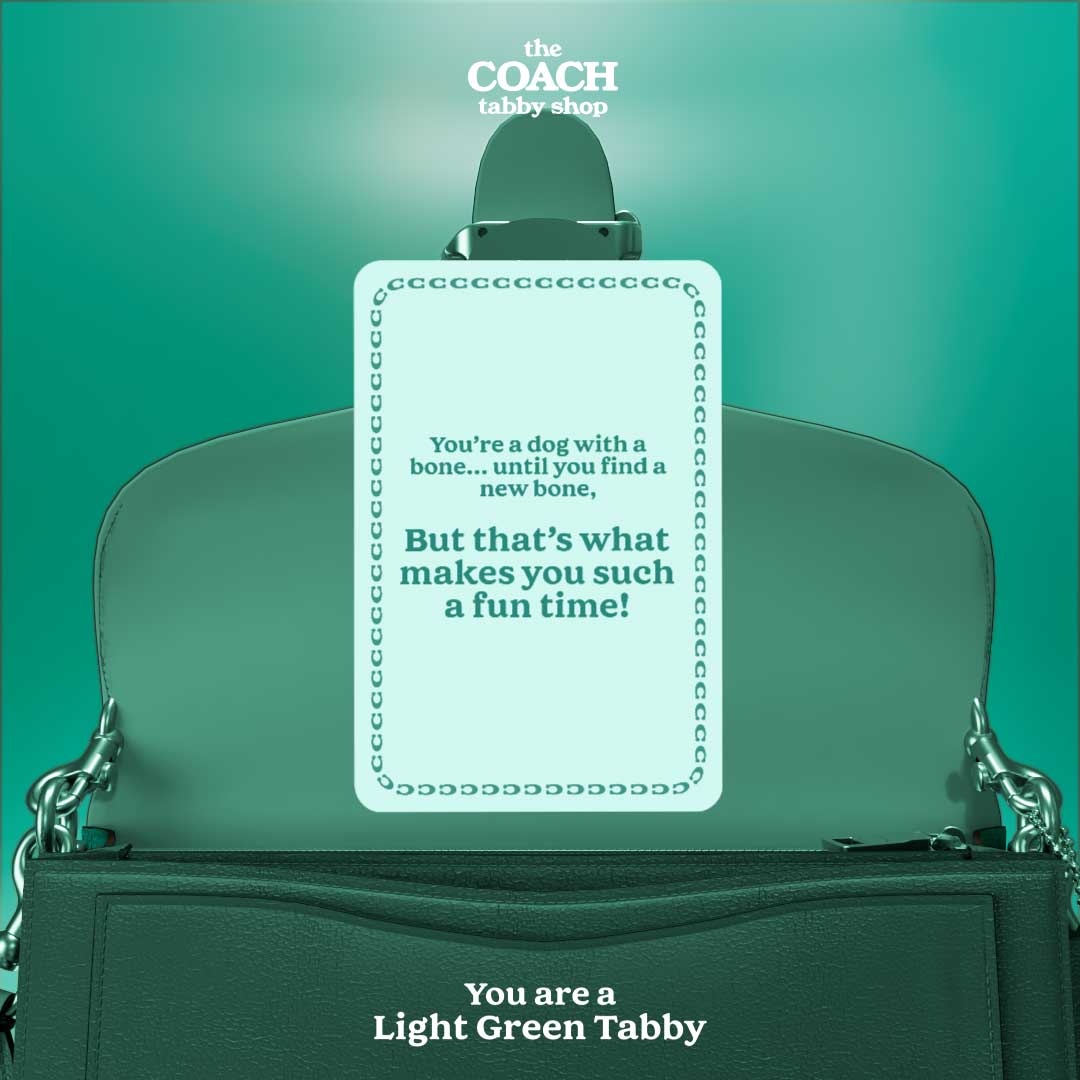 the
COACH
tabby shop
You're a dog with a
bone... until you find a
new bone,
But that's what
makes you such
a fun time!
You are a
Light Green Tabby